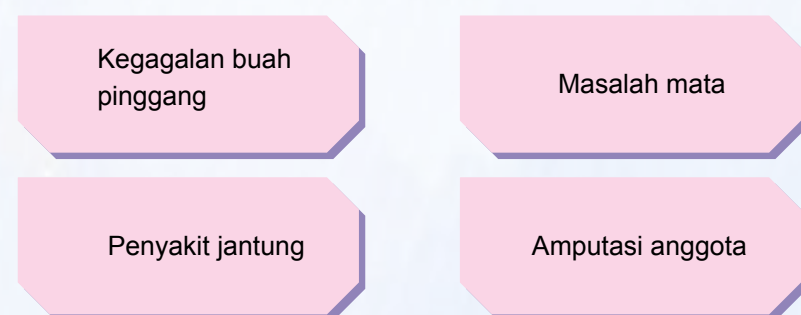 Kegagalan buah
pinggang
Masalah mata
Penyakit jantung
Amputasi anggota